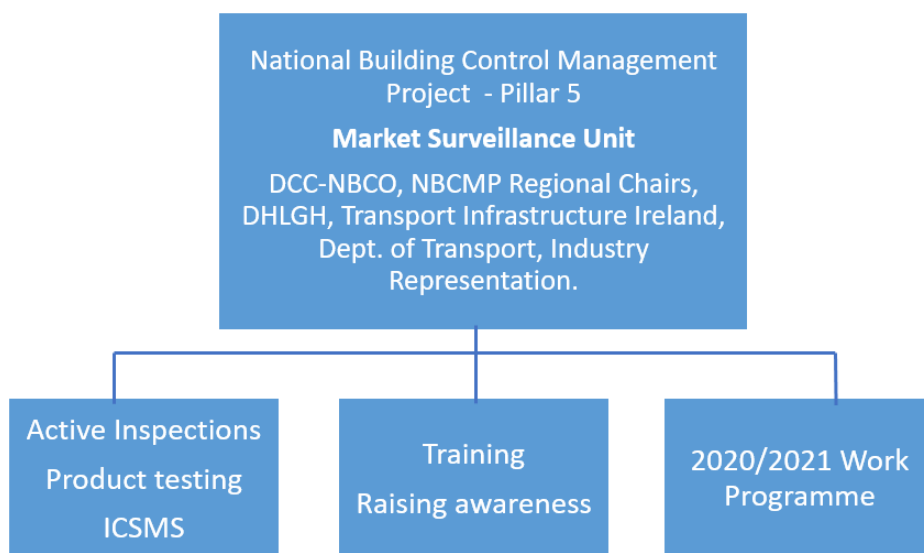 National Building Control Management
Project - Pillar 5
Market Surveillance Unit
DCC-NBCO, NBCMP Regional Chairs,
DHLGH, Transport Infrastructure Ireland,
Dept. of Transport, Industry
Representation.
Active Inspections
Product testing
ICSMS
Training
Raising awareness
2020/2021 Work
Programme